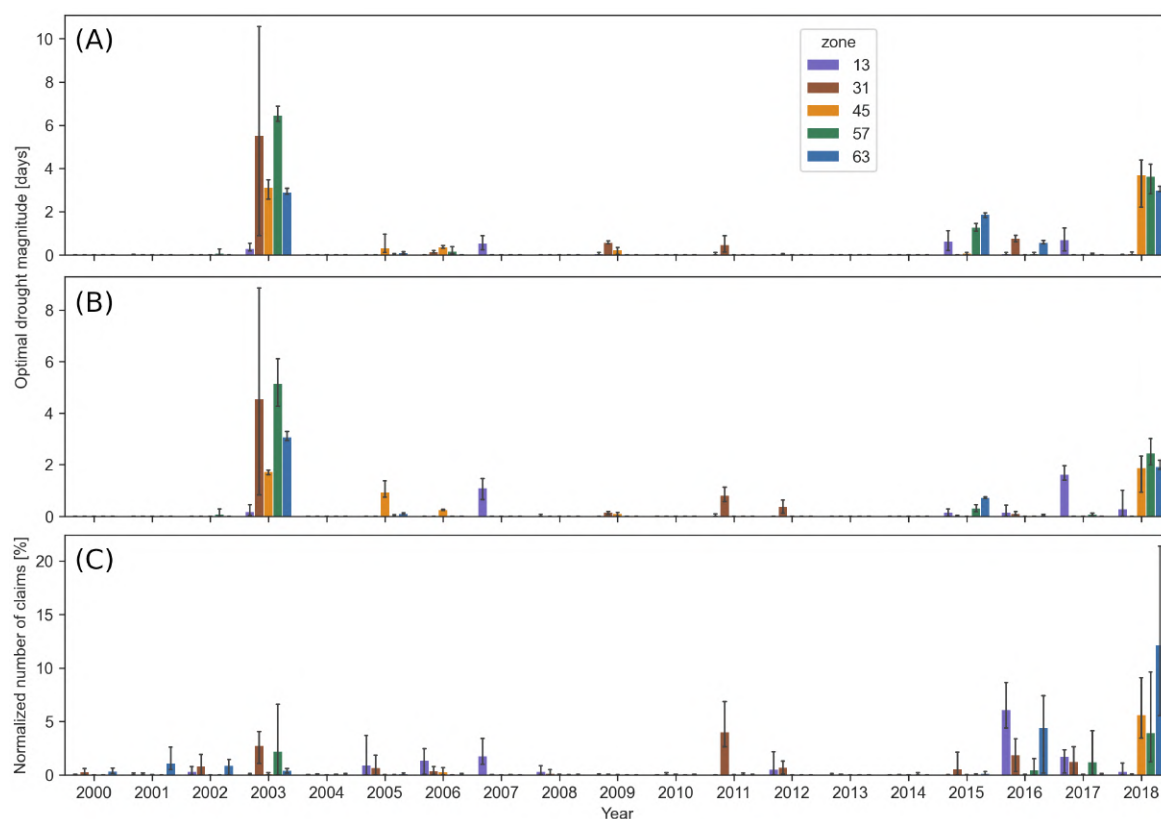 (A)
10
8
6
4
2
0
zone
13
31
45
57
63
Optimal drought magnitude [days]
(B)
8
6
4
2
0
(C)
20
15
10
5
0
Normalized number of claims [%]
2000 2001 2002 2003 2004 2005 2006 2007 2008 2009 2010 2011 2012 2013 2014 2015 2016 2017 2018
Year